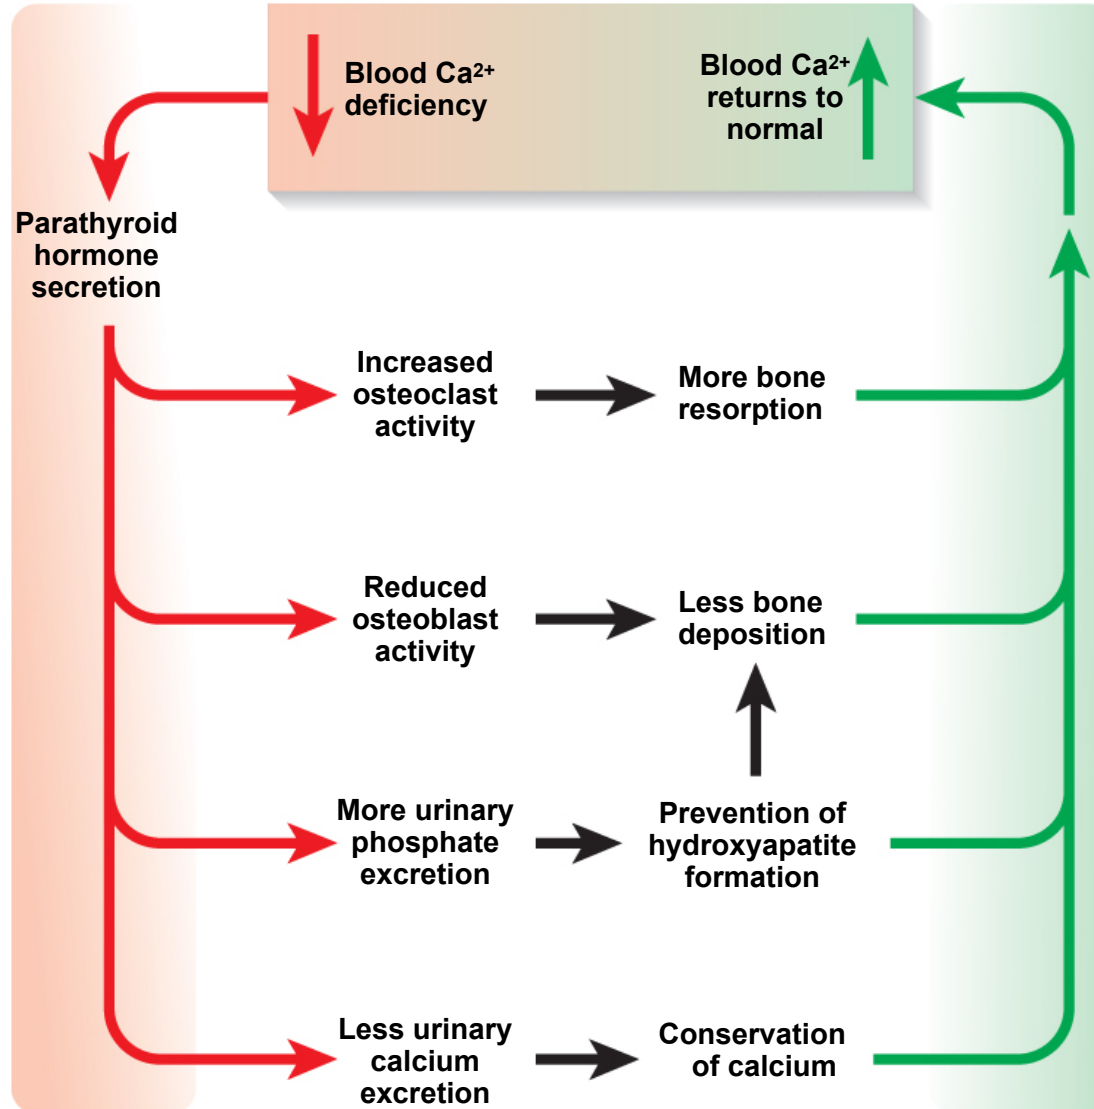 Blood Ca²⁺
deficiency
Blood Ca²⁺
returns to
normal
Parathyroid
hormone
secretion
Increased
osteoclast
activity
More bone
resorption
Reduced
osteoblast
activity
Less bone
deposition
More urinary
phosphate
excretion
Prevention of
hydroxyapatite
formation
Less urinary
calcium
excretion
Conservation
of calcium